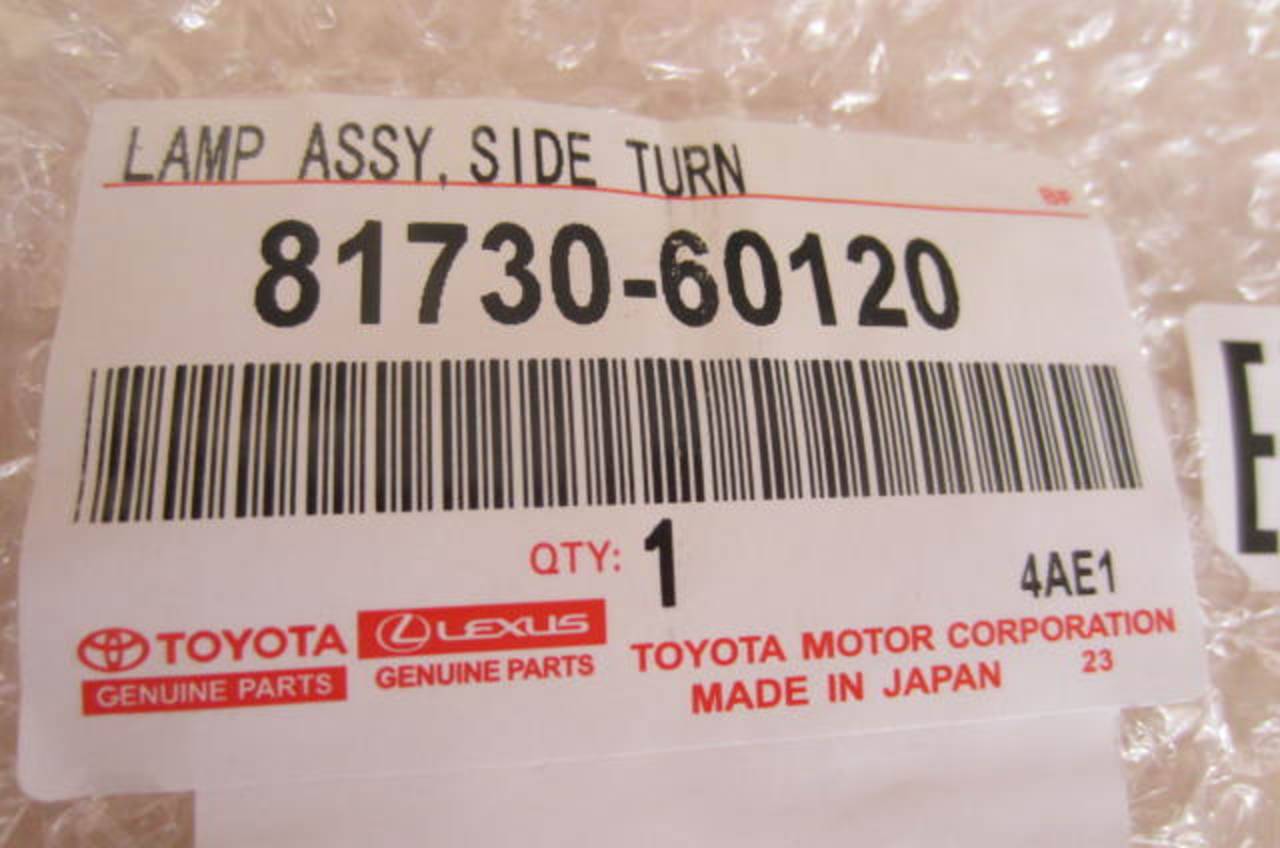 LAMP ASSY, SIDE TURN
81730-60120
QTY: 1
4AE1
TOYOTA
GENUINE PARTS
LEXUS
GENUINE PARTS
TOYOTA MOTOR CORPORATION
MADE IN JAPAN 23
E